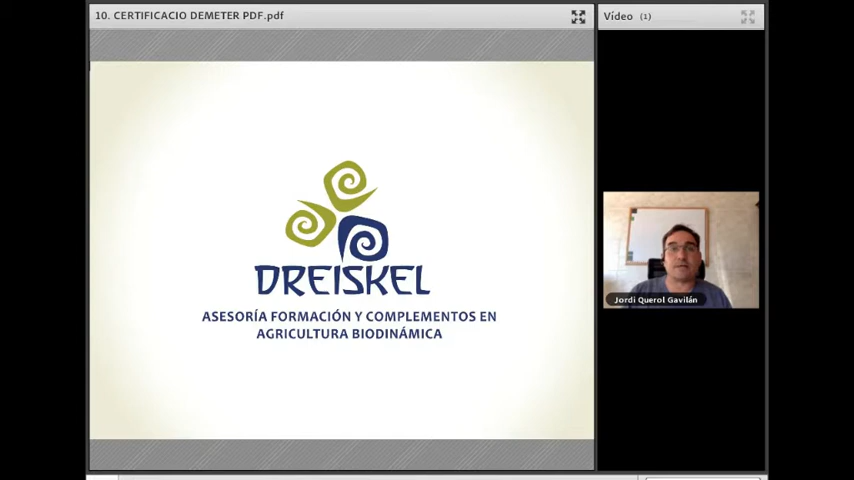 10. CERTIFICACIO DEMETER PDF.pdf
Vídeo (1)
DREISKEL
ASESORÍA FORMACIÓN Y COMPLEMENTOS EN
AGRICULTURA BIODINÁMICA
Jordi Querol Gavilán